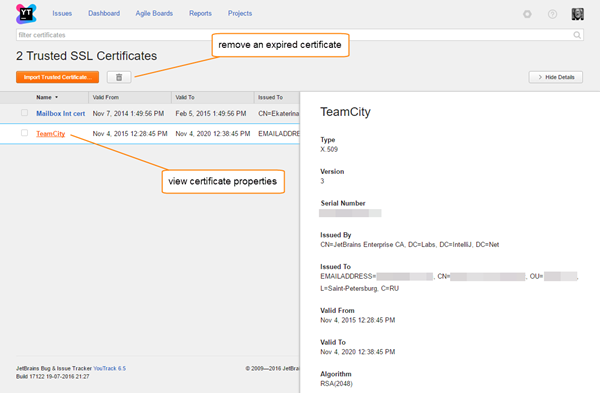 YT
Issues Dashboard Agile Boards Reports Projects
filter certificates
remove an expired certificate
2 Trusted SSL Certificates
Import Trusted Certificate... Hide Details
Name Valid From Valid To Issued To
Mailbox Int cert Nov 7, 2014 1:49:56 PM Feb 5, 2015 1:49:56 PM CN=Ekaterina
TeamCity Nov 4, 2015 12:28:45 PM Nov 4, 2020 12:38:45 PM EMAILADDRES
view certificate properties
TeamCity
Type
X.509
Version
3
Serial Number
Issued By
CN=JetBrains Enterprise CA, DC=Labs, DC=IntelliJ, DC=Net
Issued To
EMAILADDRESS= , CN= , OU= ,
L=Saint-Petersburg, C=RU
Valid From
Nov 4, 2015 12:28:45 PM
Valid To
Nov 4, 2020 12:38:45 PM
Algorithm
RSA(2048)
JetBrains Bug & Issue Tracker YouTrack 6.5 © 2009—2016 JetBrai
Build 17122 19-07-2016 21:27